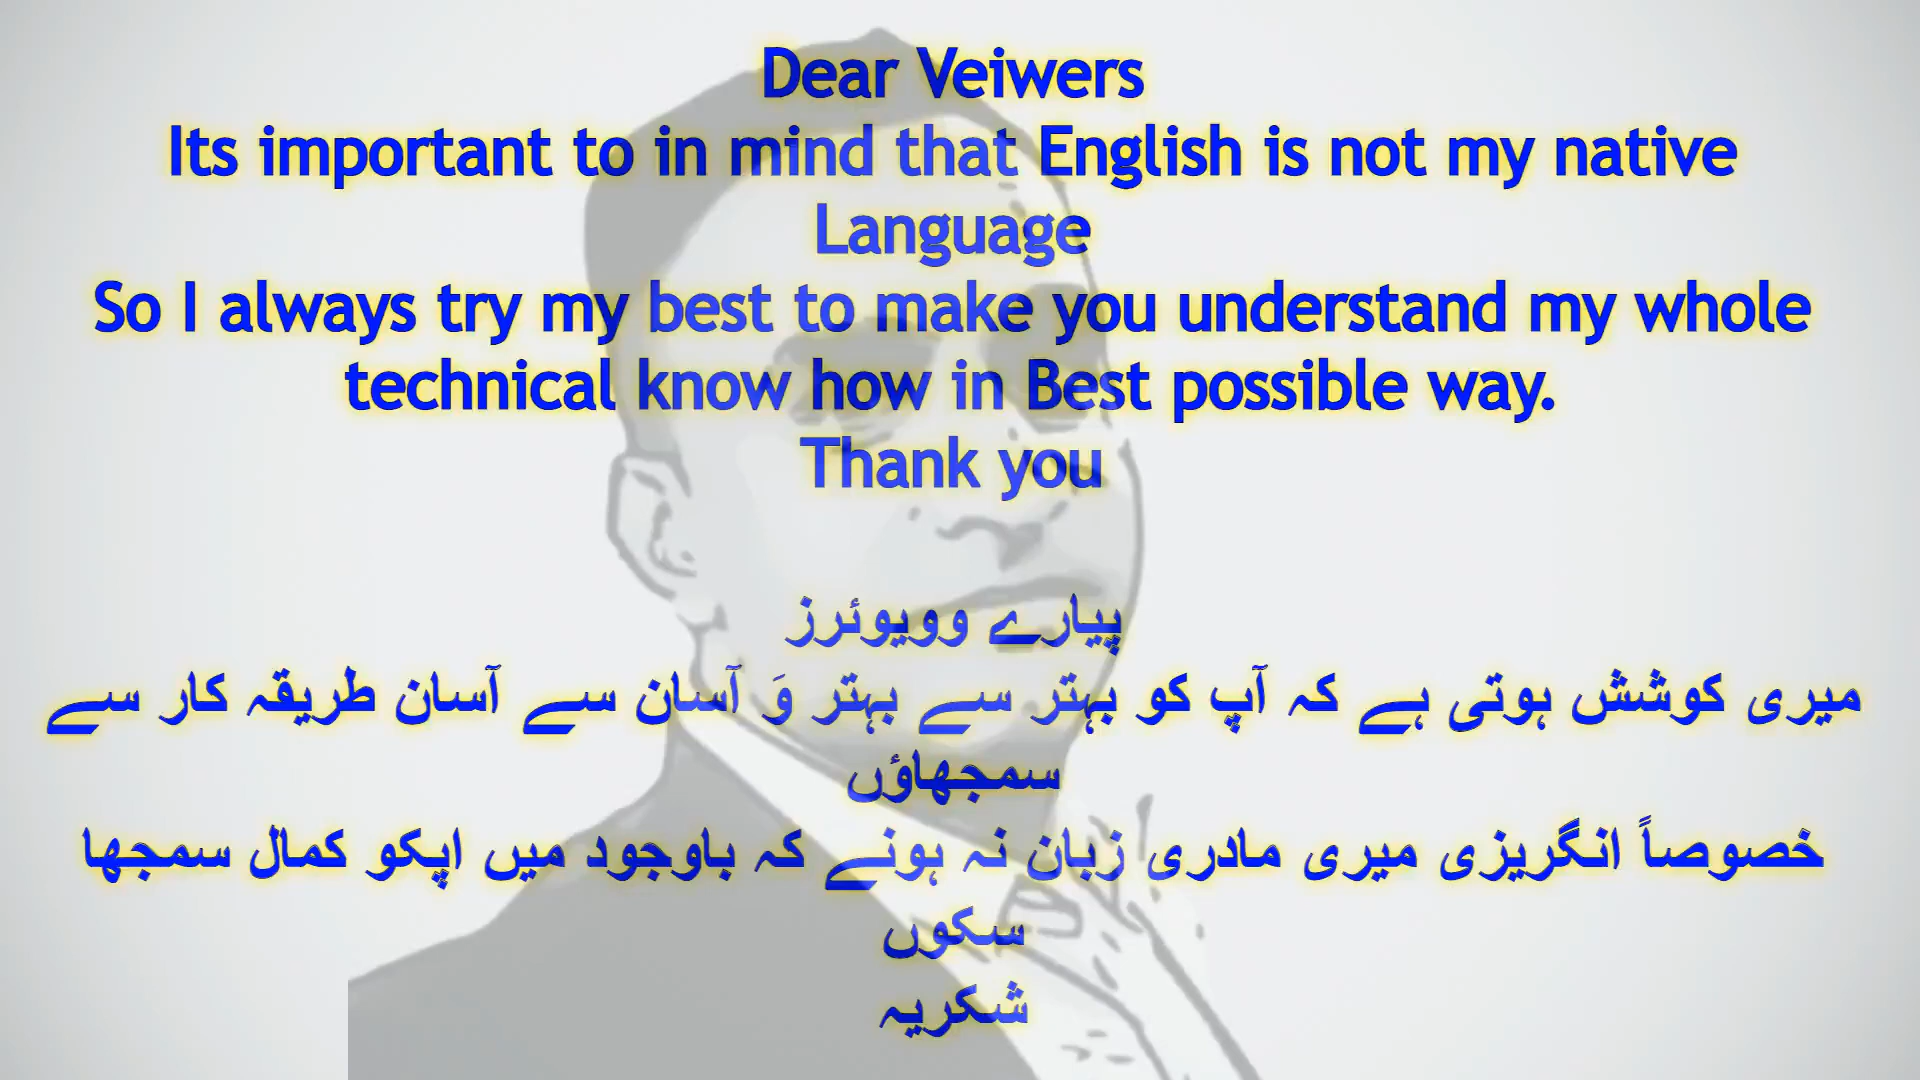 Dear Veiwers
Its important to in mind that English is not my native
Language
So I always try my best to make you understand my whole
technical know how in Best possible way.
Thank you
پیارے وویوئرز
میری کوشش ہوتی ہے کہ آپ کو بہتر سے بہتر وَ آسان سے آسان طریقہ کار سے
سمجھاؤں
خصوصاً انگریزی میری مادری زبان نہ ہونے کہ باوجود میں اپکو کمال سمجھا
سکوں
شکریہ